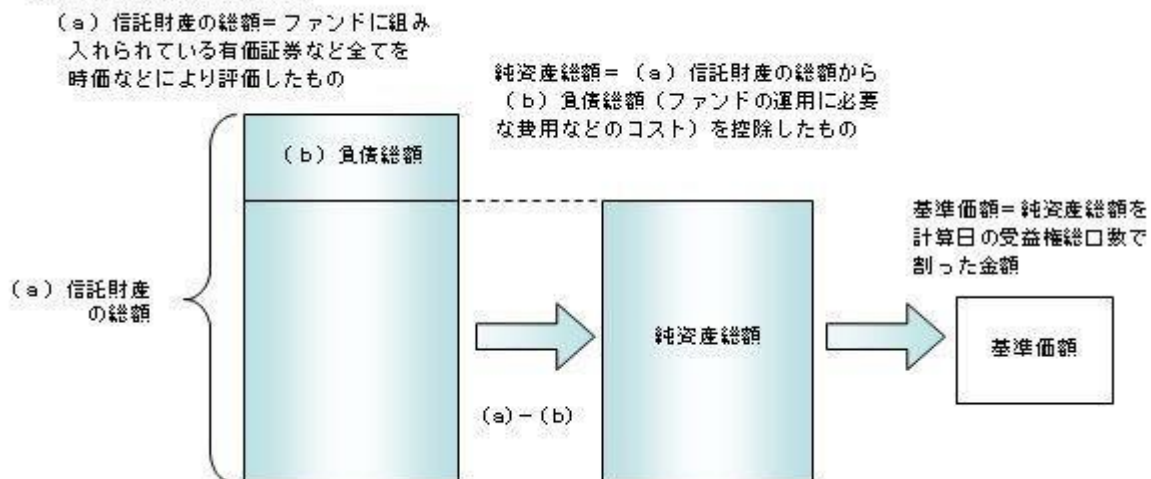 （a）信託財産の総額＝ファンドに組み
入れられている有価証券など全てを
時価などにより評価したもの
純資産総額＝（a）信託財産の総額から
（b）負債総額（ファンドの運用に必要
な費用などのコスト）を控除したもの
（b）負債総額
基準価額＝純資産総額を
計算日の受益権総口数で
割った金額
（a）信託財産
の総額
純資産総額
基準価額
（a）－（b）